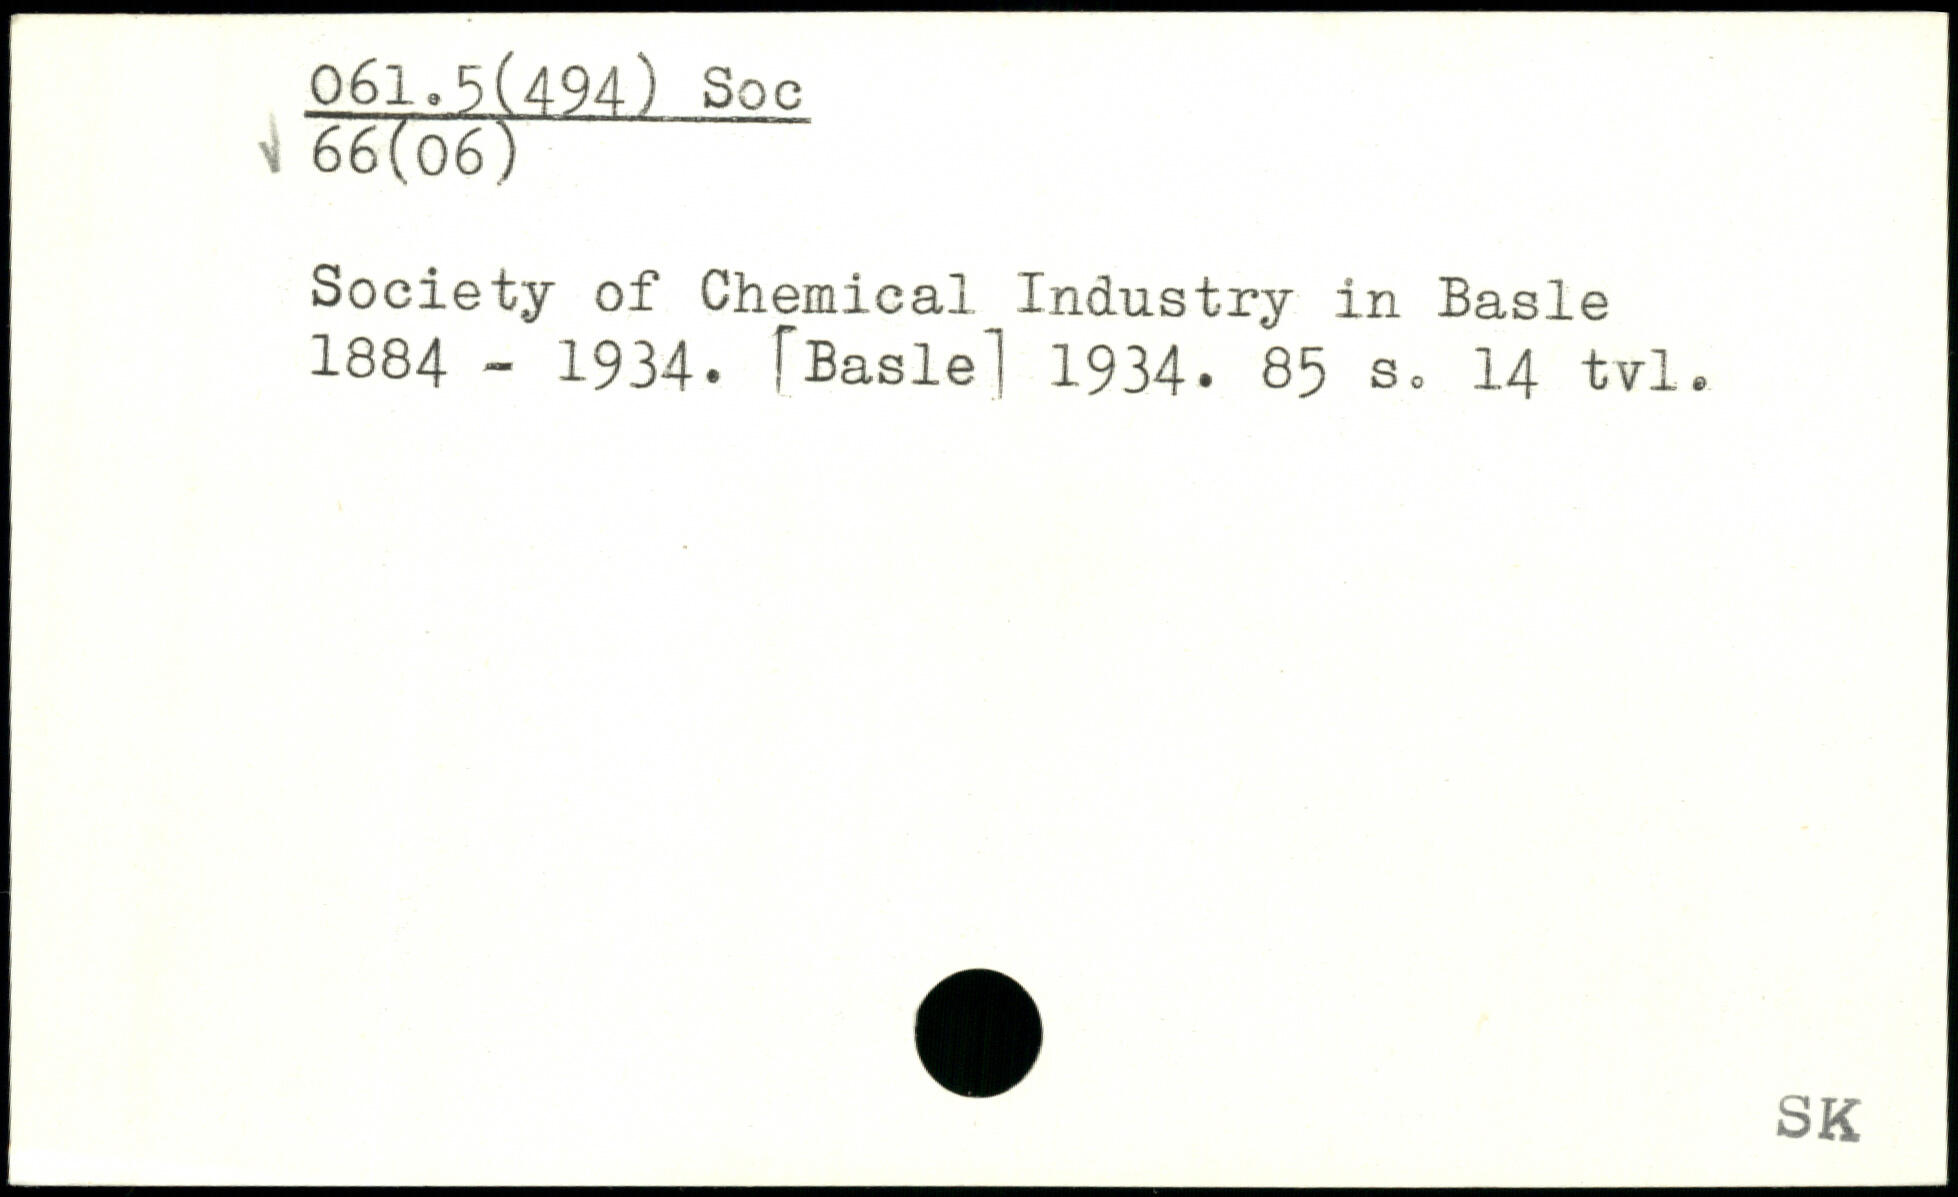 061.5(494) Soc
66(06)
Society of Chemical Industry in Basle
1884 - 1934. [Basle] 1934. 85 s. 14 tvl.
SK